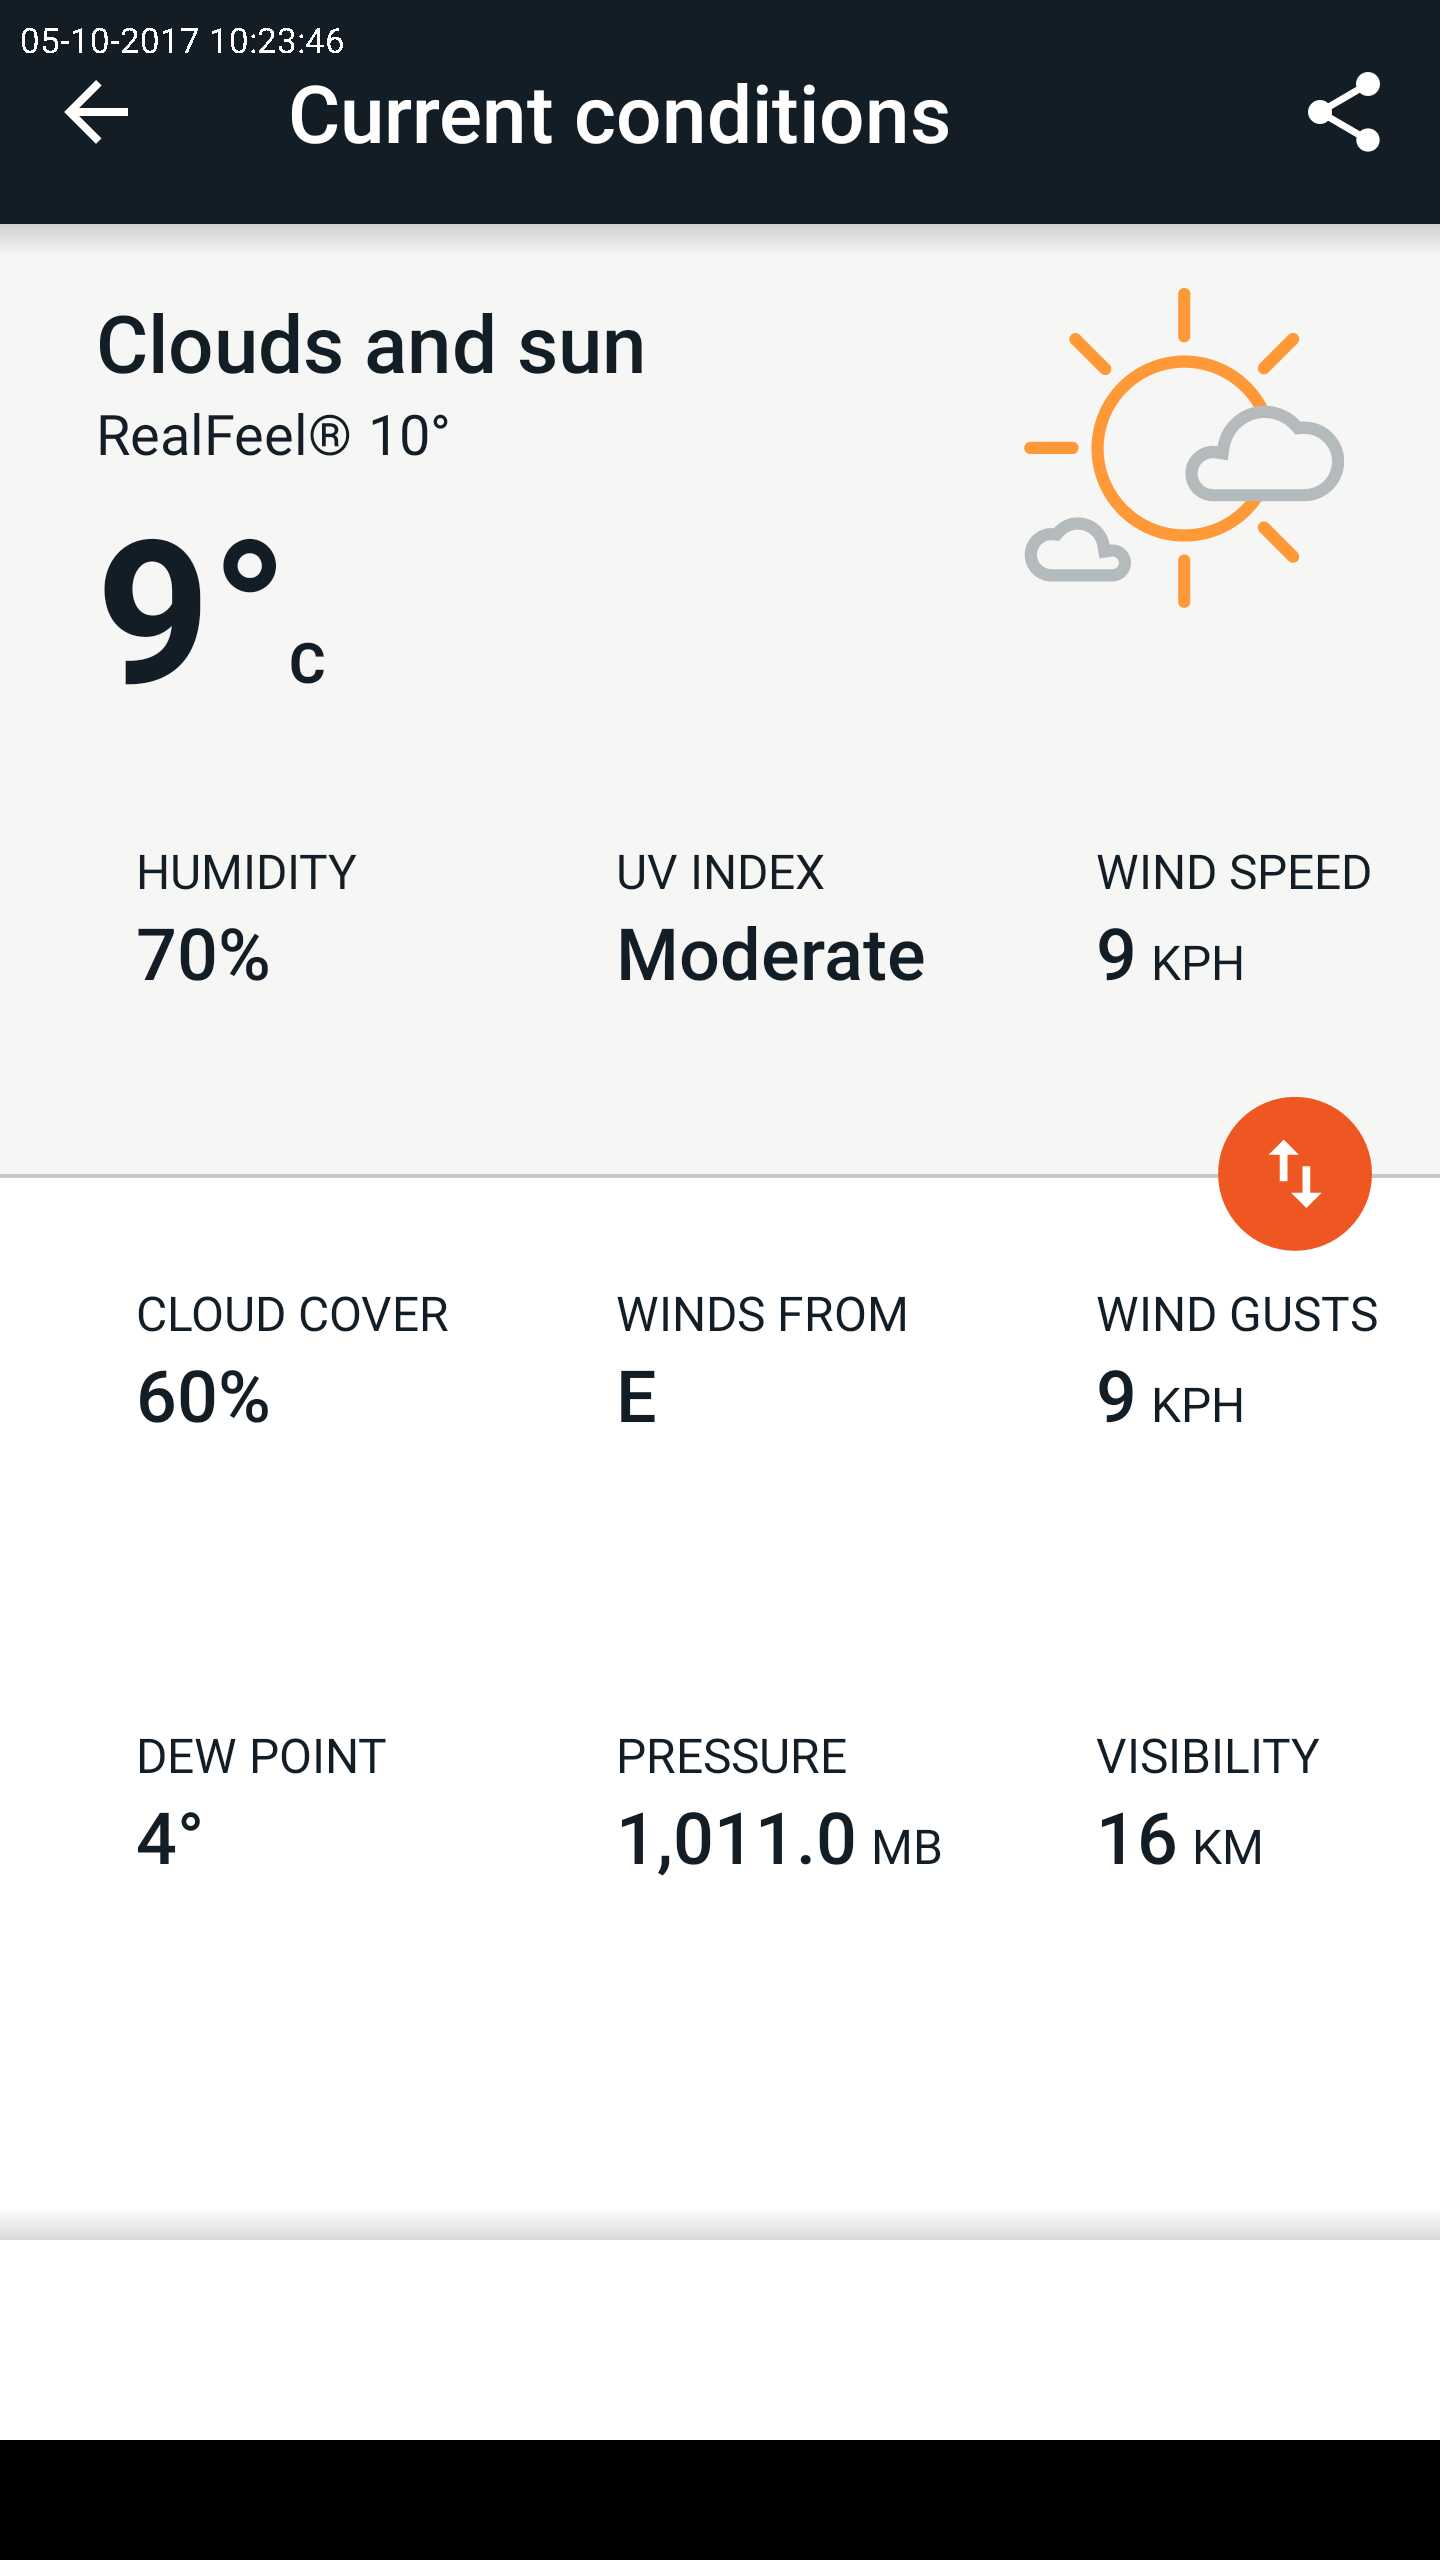 05-10-2017 10:23:46
Current conditions
Clouds and sun
RealFeel® 10°
9° C
HUMIDITY UV INDEX WIND SPEED
70% Moderate 9 KPH
CLOUD COVER WINDS FROM WIND GUSTS
60% E 9 KPH
DEW POINT PRESSURE VISIBILITY
4° 1,011.0 MB 16 KM